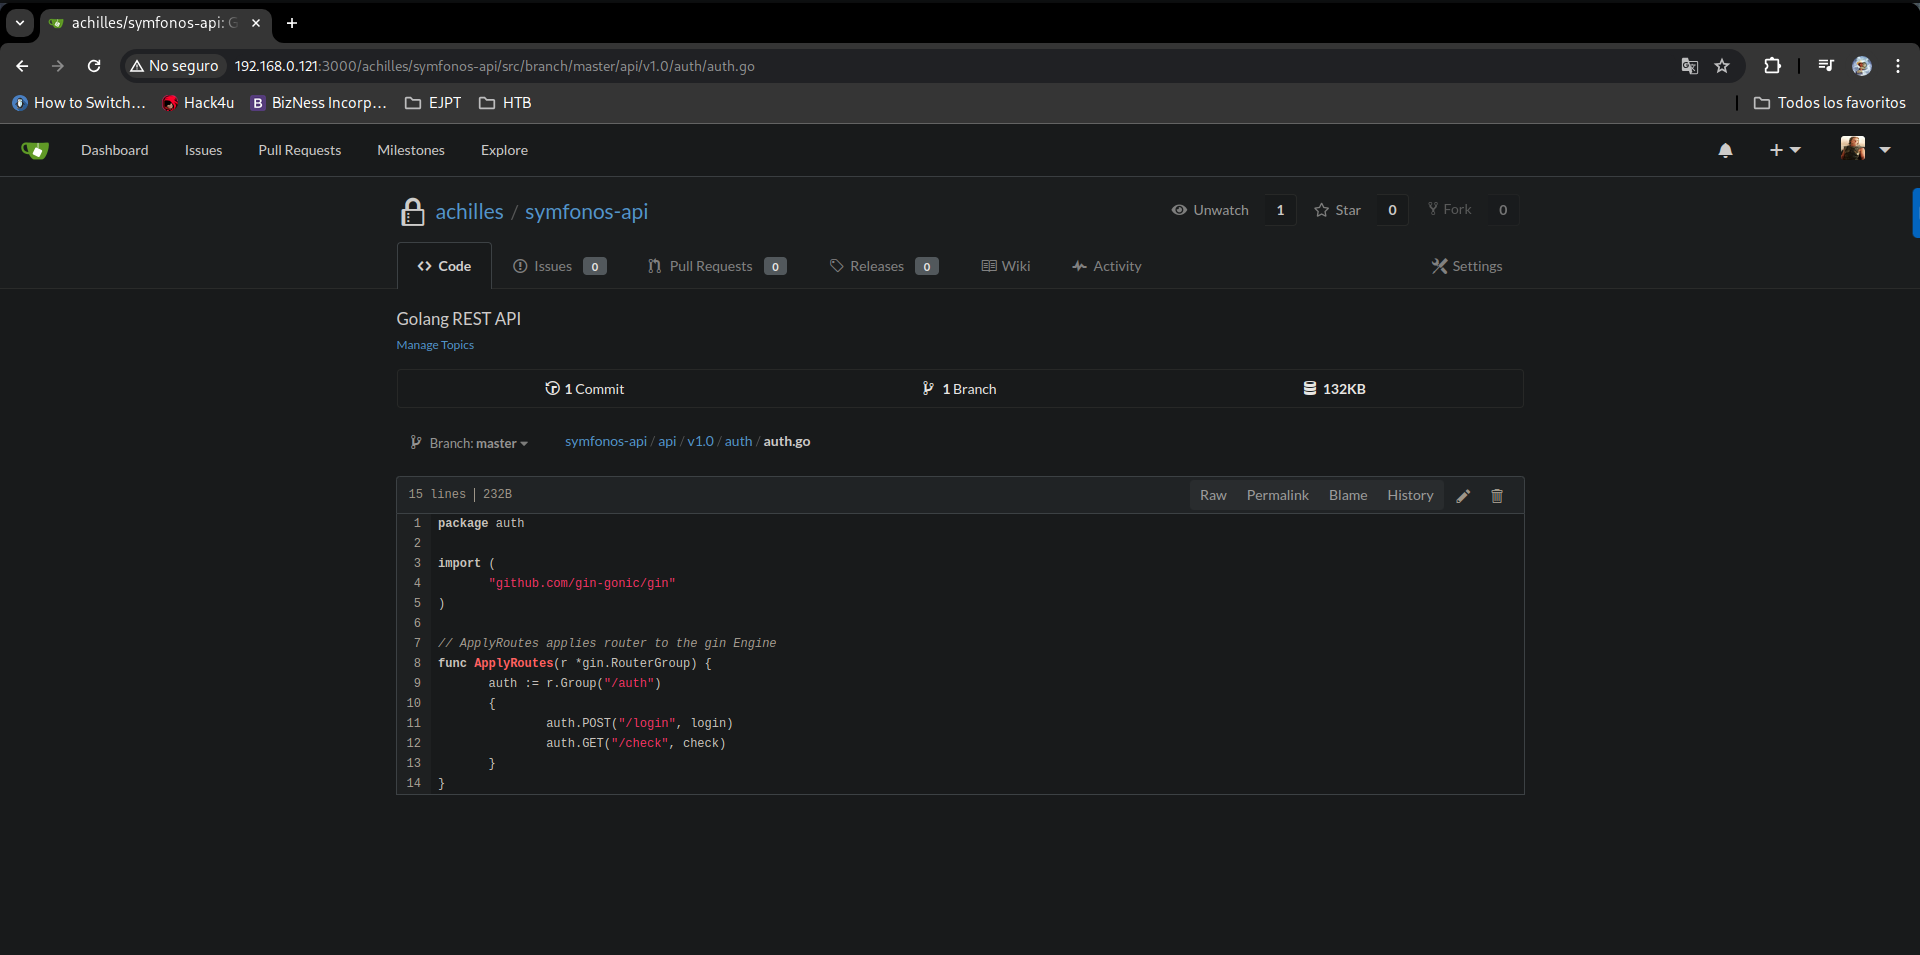 achilles/symfonos-api: G
No seguro 192.168.0.121:3000/achilles/symfonos-api/src/branch/master/api/v1.0/auth/auth.go
How to Switch... Hack4u B BizNess Incorp... EJPT HTB Todos los favoritos
Dashboard Issues Pull Requests Milestones Explore
achilles / symfonos-api Unwatch 1 Star 0 Fork 0
Code Issues 0 Pull Requests 0 Releases 0 Wiki Activity Settings
Golang REST API
Manage Topics
1 Commit 1 Branch 132KB
Branch: master symfonos-api / api / v1.0 / auth / auth.go
15 lines | 232B Raw Permalink Blame History
1 package auth
2
3 import (
4 "github.com/gin-gonic/gin"
5 )
6
7 // ApplyRoutes applies router to the gin Engine
8 func ApplyRoutes(r *gin.RouterGroup) {
9 auth := r.Group("/auth")
10 {
11 auth.POST("/login", login)
12 auth.GET("/check", check)
13 }
14 }